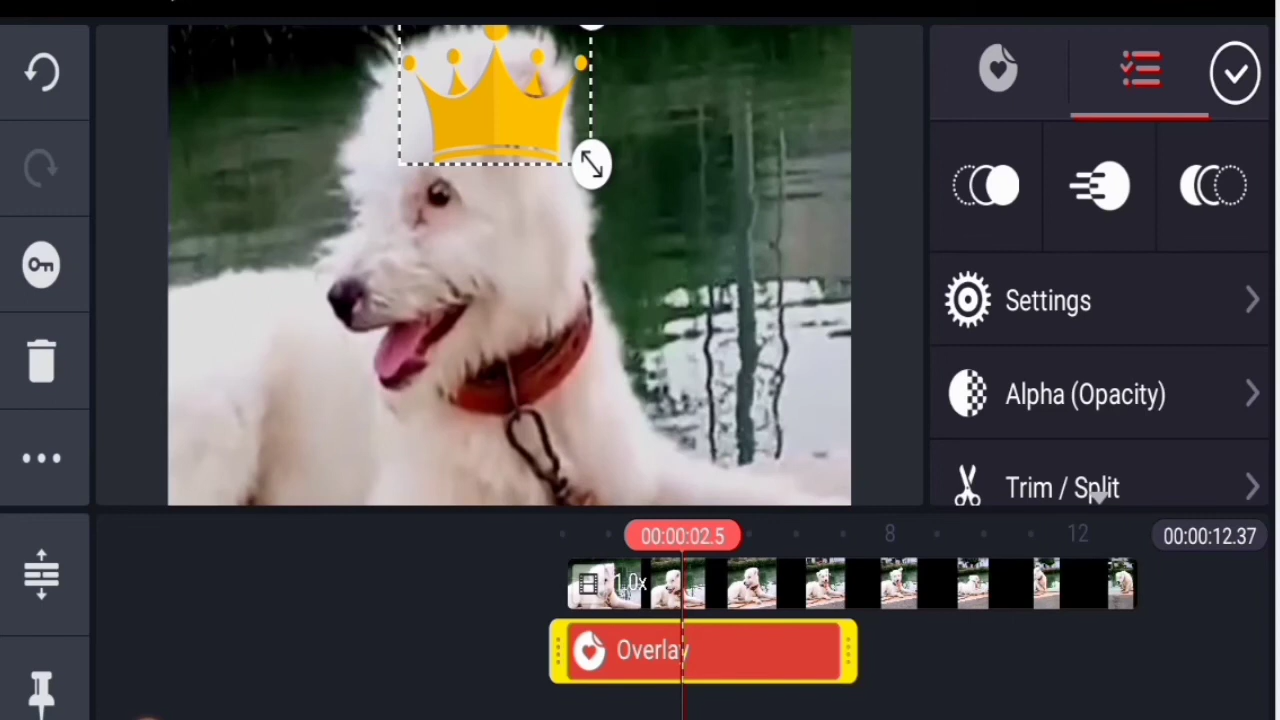 Settings
Alpha (Opacity)
Trim / Split
00:00:02.5
8
12
00:00:12.37
1.0x
Overlay